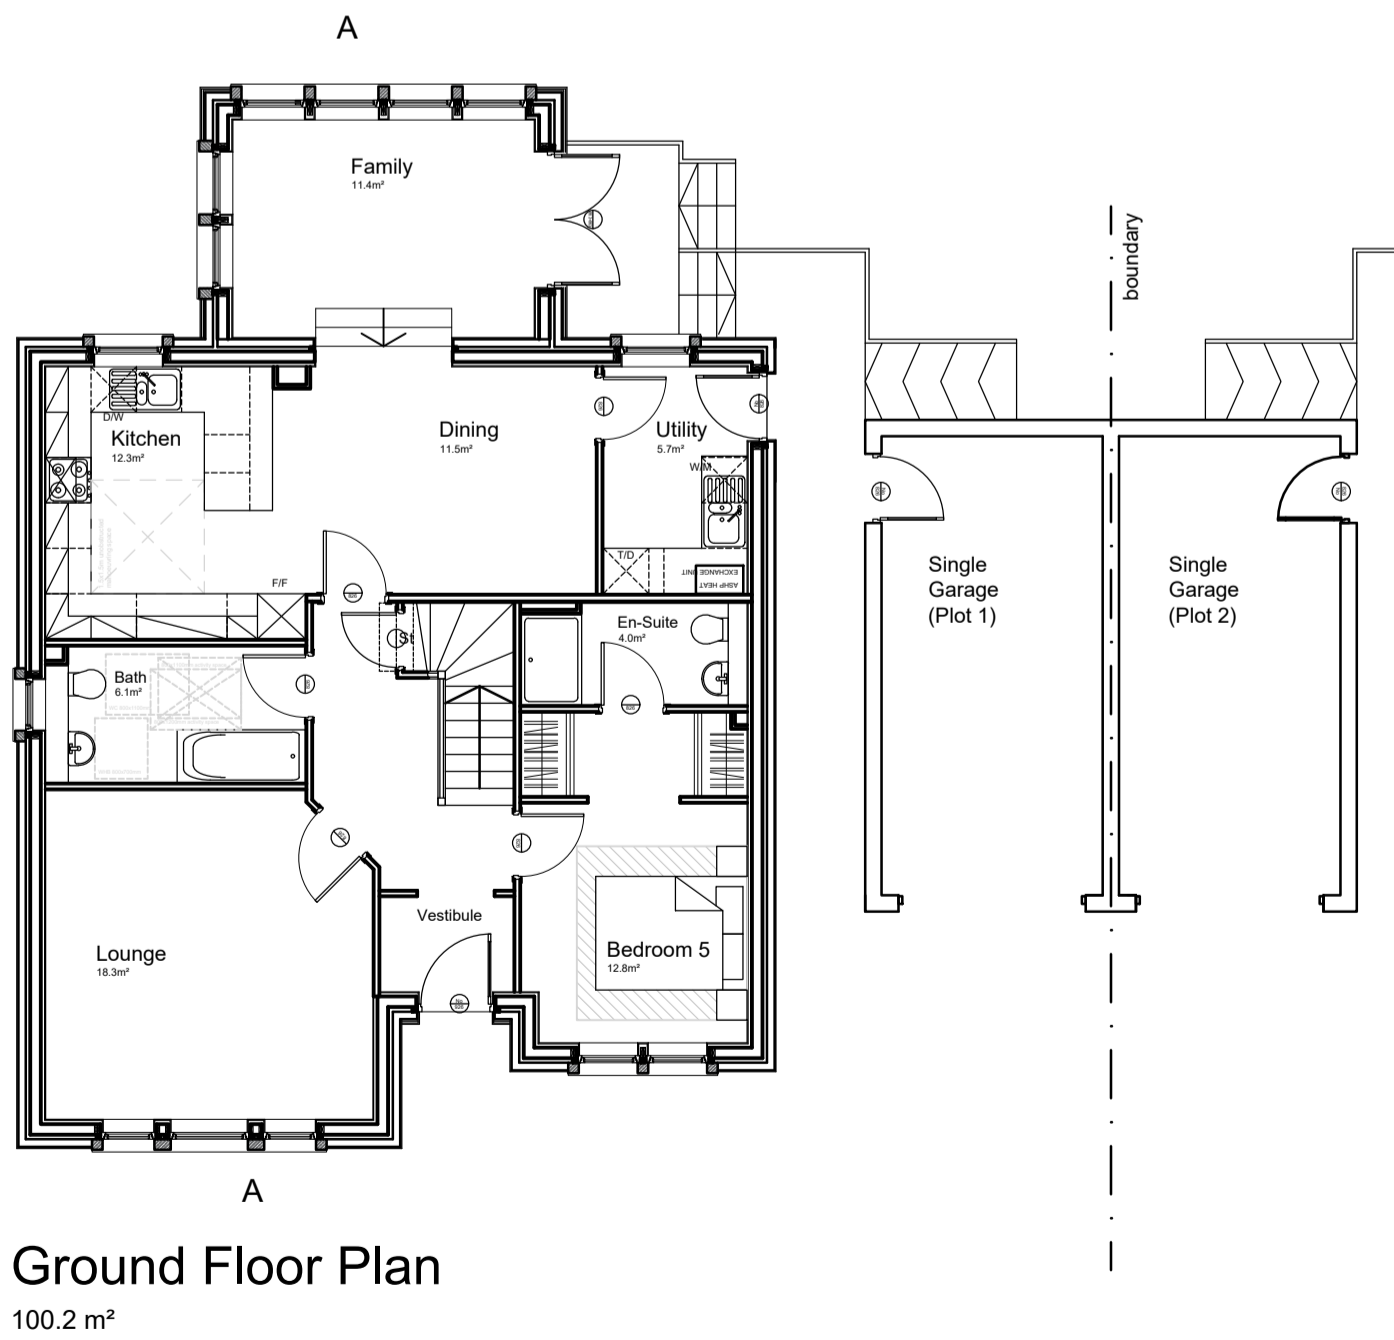 A
Family
11.4m²
boundary
D/W
Kitchen
12.3m²
Dining
11.5m²
Utility
5.7m²
W/M
T/D
ASHP HEAT
EXCHANGE
UNIT
F/F
St
En-Suite
4.0m²
Bath
6.1m²
Single
Garage
(Plot 1)
Single
Garage
(Plot 2)
Vestibule
Lounge
18.3m²
Bedroom 5
12.8m²
A
Ground Floor Plan
100.2 m²